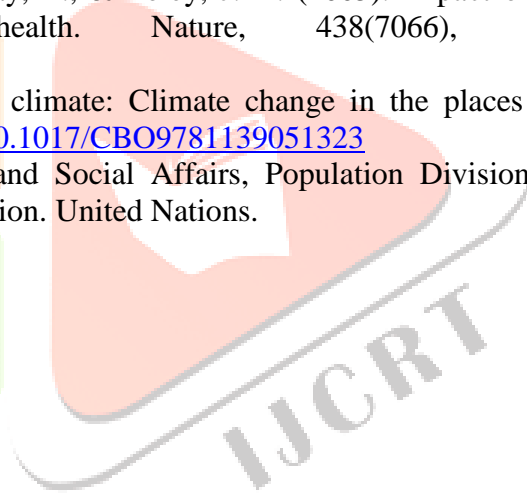 health. Nature, 438(7066),
climate: Climate change in the places
0.1017/CBO9781139051323
and Social Affairs, Population Division
ion. United Nations.
IJCRT